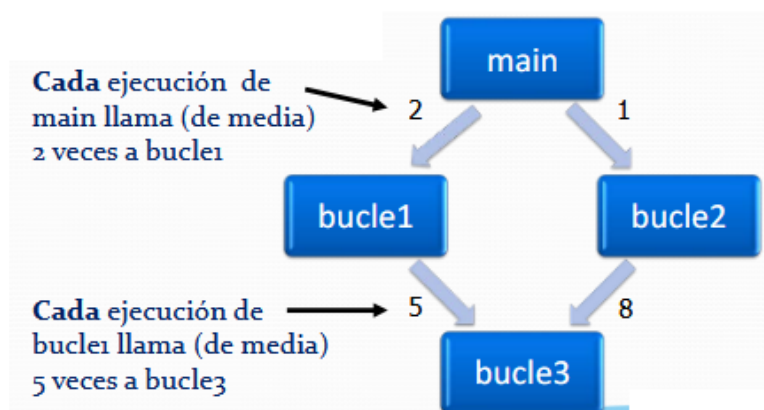 main
Cada ejecución de
main llama (de media)
2 veces a bucle1
2
1
bucle1
bucle2
Cada ejecución de
bucle1 llama (de media)
5 veces a bucle3
5
8
bucle3